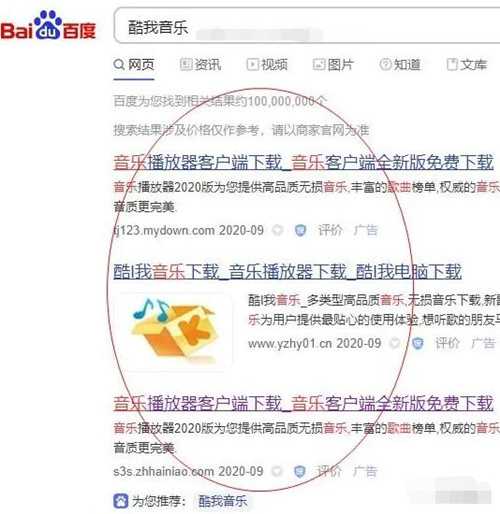 Bai du 百度
酷我音乐
网页 资讯 视频 图片 知道 文库
百度为您找到相关结果约100,000,000个
搜索结果涉及价格仅作参考，请以商家官网为准
音乐播放器客户端下载_音乐客户端全新版免费下载
音乐播放器2020版为您提供高品质无损音乐,丰富的歌曲榜单,权威的音
音质更完美.
tj123.mydown.com 2020-09 评价 广告
酷I我音乐下载_音乐播放器下载_酷I我电脑下载
酷I我音乐_多类型高品质音乐,无损音乐下载,新
乐为用户提供最贴心的使用体验,想听歌的朋友
www.yzhy01.cn 2020-09 评价 广告
音乐播放器客户端下载_音乐客户端全新版免费下载
音乐播放器2020版为您提供高品质无损音乐,丰富的歌曲榜单,权威的音
音质更完美.
s3s.zhhainiao.com 2020-09 评价 广告
为您推荐： 酷我音乐